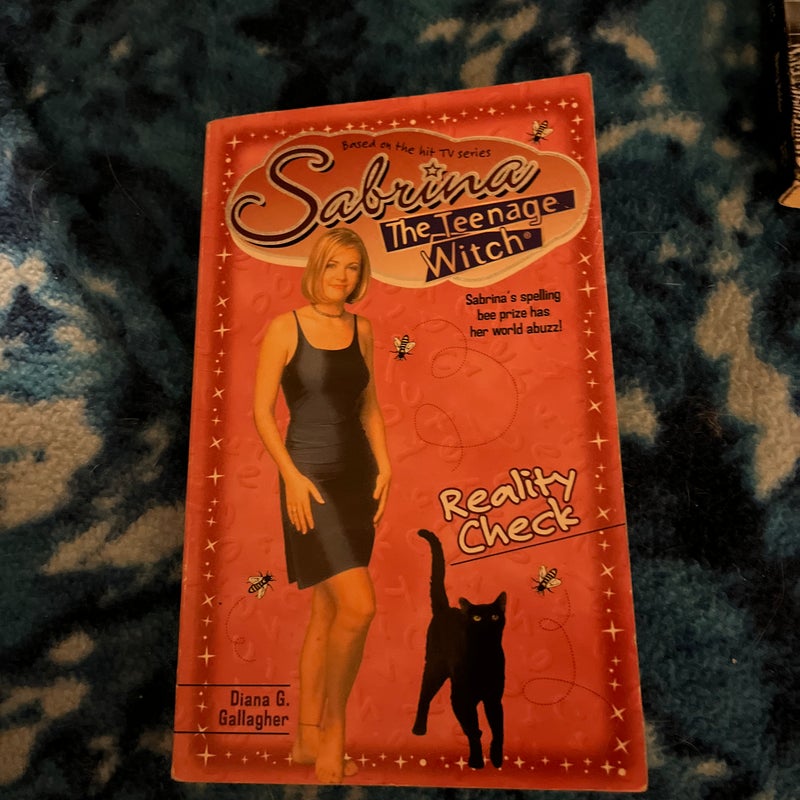 Based on the hit TV series
Sabrina
The Teenage
Witch®
Sabrina's spelling
bee prize has
her world abuzz!
Reality
Check
Diana G.
Gallagher